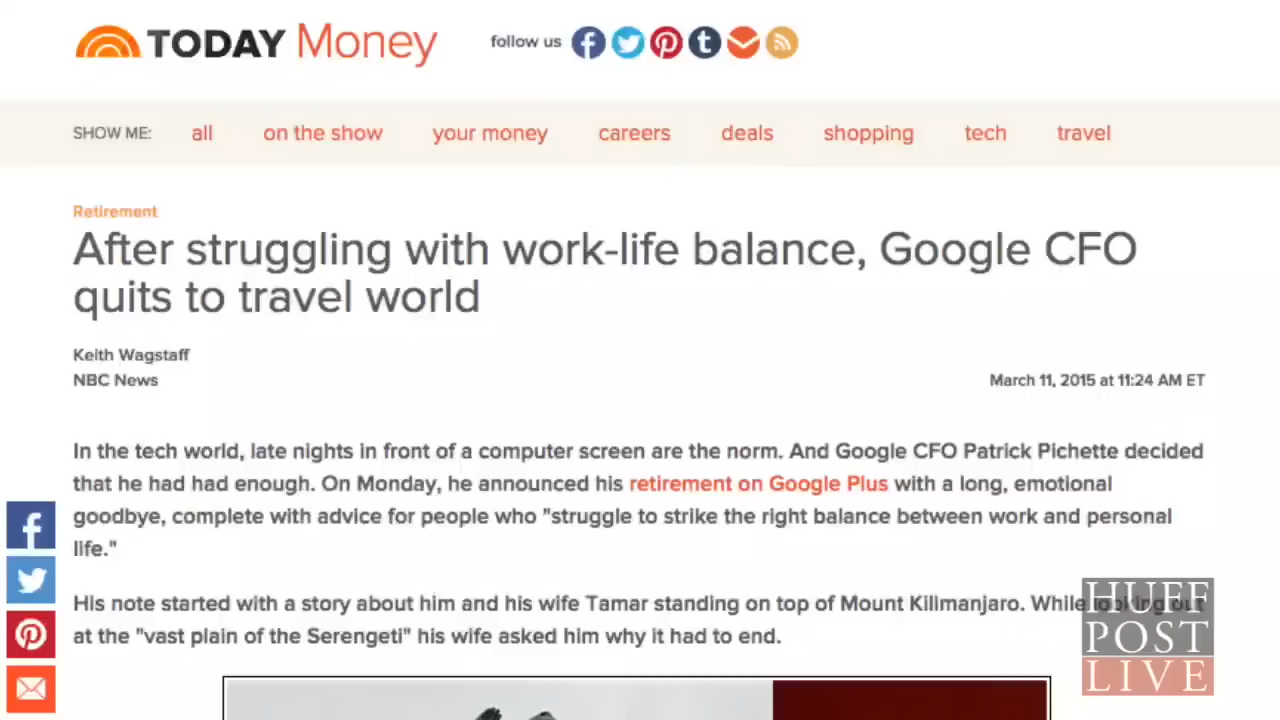 TODAY Money
follow us
SHOW ME: all on the show your money careers deals shopping tech travel
Retirement
After struggling with work-life balance, Google CFO
quits to travel world
Keith Wagstaff
NBC News
March 11, 2015 at 11:24 AM ET
In the tech world, late nights in front of a computer screen are the norm. And Google CFO Patrick Pichette decided
that he had had enough. On Monday, he announced his retirement on Google Plus with a long, emotional
goodbye, complete with advice for people who "struggle to strike the right balance between work and personal
life."
His note started with a story about him and his wife Tamar standing on top of Mount Kilimanjaro. While looking out
at the "vast plain of the Serengeti" his wife asked him why it had to end.
HUFF
POST
LIVE